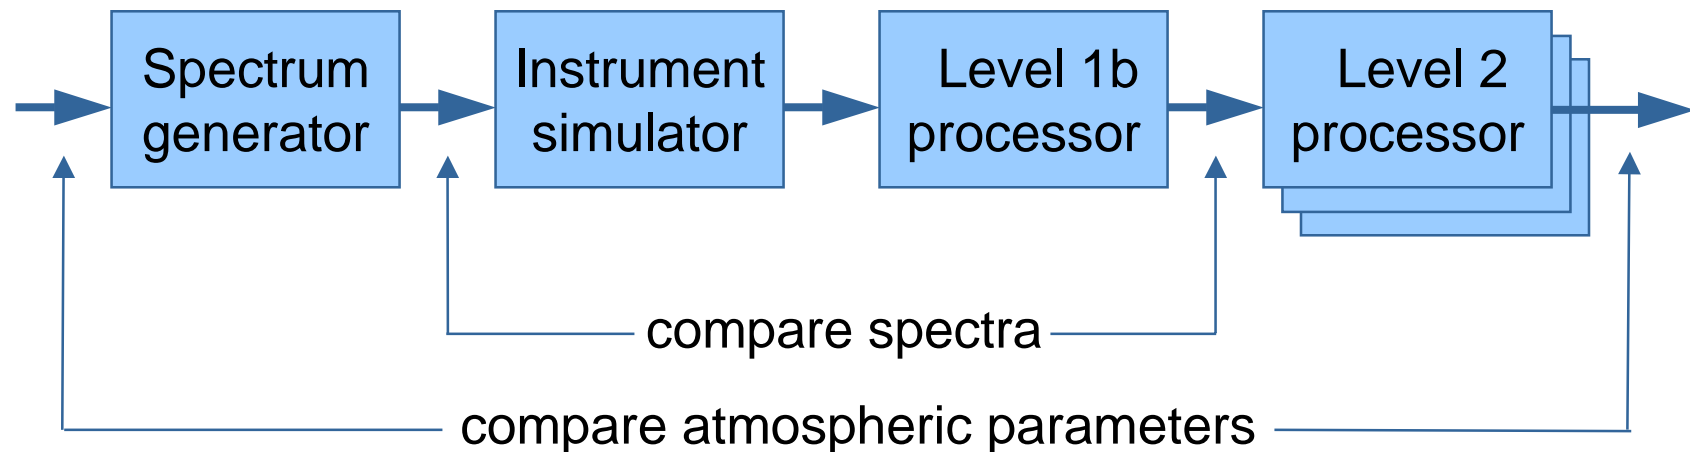 Spectrum
generator
Instrument
simulator
Level 1b
processor
Level 2
processor
compare spectra
compare atmospheric parameters